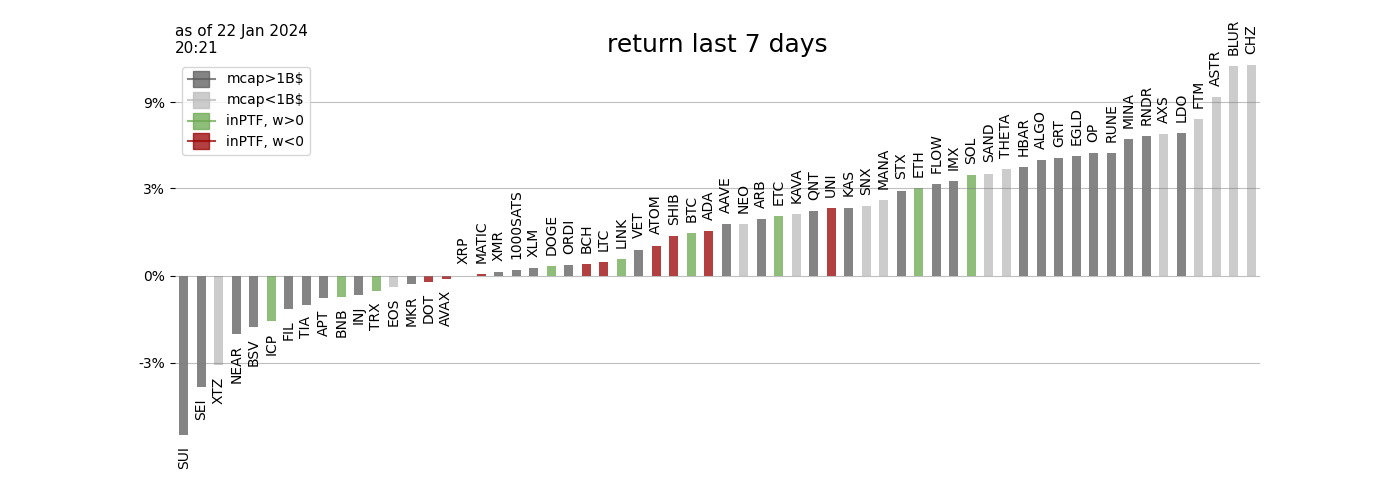 as of 22 Jan 2024
20:21
return last 7 days
mcap>1B$
mcap<1B$
inPTF, w>0
inPTF, w<0
9%
3%
0%
-3%
SUI
SEI
XTZ
NEAR
BSV
ICP
FIL
TIA
APT
BNB
INJ
TRX
EOS
MKR
DOT
AVAX
XRP
MATIC
XMR
1000SATS
XLM
DOGE
ORDI
BCH
LTC
LINK
VET
ATOM
SHIB
BTC
ADA
AAVE
NEO
ARB
ETC
KAVA
QNT
UNI
KAS
SNX
MANA
STX
ETH
FLOW
IMX
SOL
SAND
THETA
HBAR
ALGO
GRT
EGLD
OP
RUNE
MINA
RNDR
AXS
LDO
FTM
ASTR
BLUR
CHZ